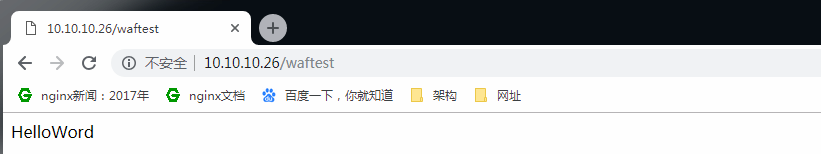 10.10.10.26/waftest
不安全 | 10.10.10.26/waftest
nginx新闻：2017年 nginx文档 百度一下，你就知道 架构 网址
HelloWord